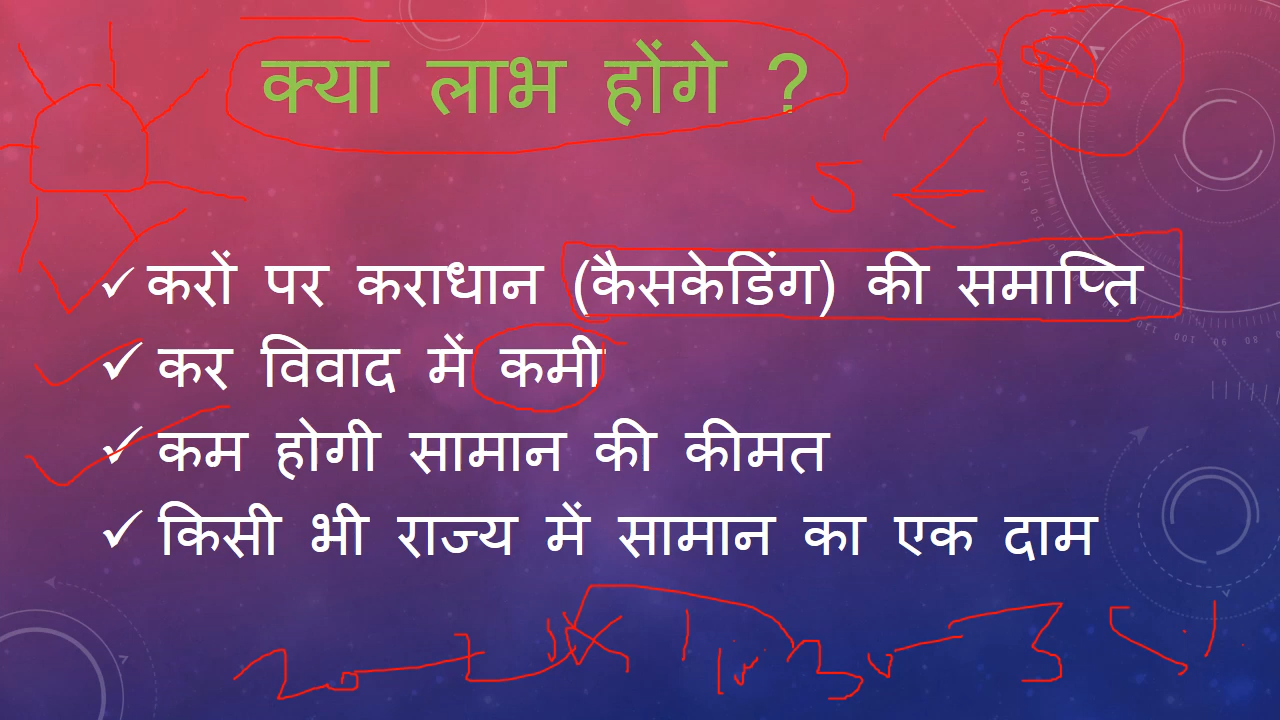 क्या लाभ होंगे ?
✓ करों पर कराधान (कैसकेडिंग) की समाप्ति
✓ कर विवाद में कमी
✓ कम होगी सामान की कीमत
✓ किसी भी राज्य में सामान का एक दाम